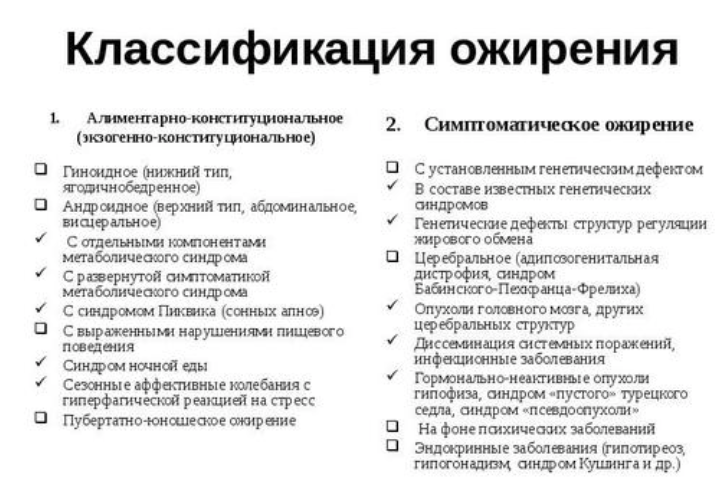 Классификация ожирения
1. Алиментарно-конституциональное
(экзогенно-конституциональное)
❑ Гиноидное (нижний тип,
ягодичнобедренное)
❑ Андроидное (верхний тип, абдоминальное,
висцеральное)
✓ С отдельными компонентами
метаболического синдрома
✓ С развернутой симптоматикой
метаболического синдрома
✓ С синдромом Пиквика (сонных апноэ)
❑ С выраженными нарушениями пищевого
поведения
✓ Синдром ночной еды
✓ Сезонные аффективные колебания с
гиперфагической реакцией на стресс
❑ Пубертатно-юношеское ожирение
2. Симптоматическое ожирение
❑ С установленным генетическим дефектом
✓ В составе известных генетических
синдромов
✓ Генетические дефекты структур регуляции
жирового обмена
❑ Церебральное (адипозогенитальная
дистрофия, синдром
Бабинского-Пехкранца-Фрелиха)
✓ Опухоли головного мозга, других
церебральных структур
✓ Диссеминация системных поражений,
инфекционные заболевания
✓ Гормонально-неактивные опухоли
гипофиза, синдром «пустого» турецкого
седла, синдром «псевдоопухоли»
❑ На фоне психических заболеваний
❑ Эндокринные заболевания (гипотиреоз,
гипогонадизм, синдром Кушинга и др.)